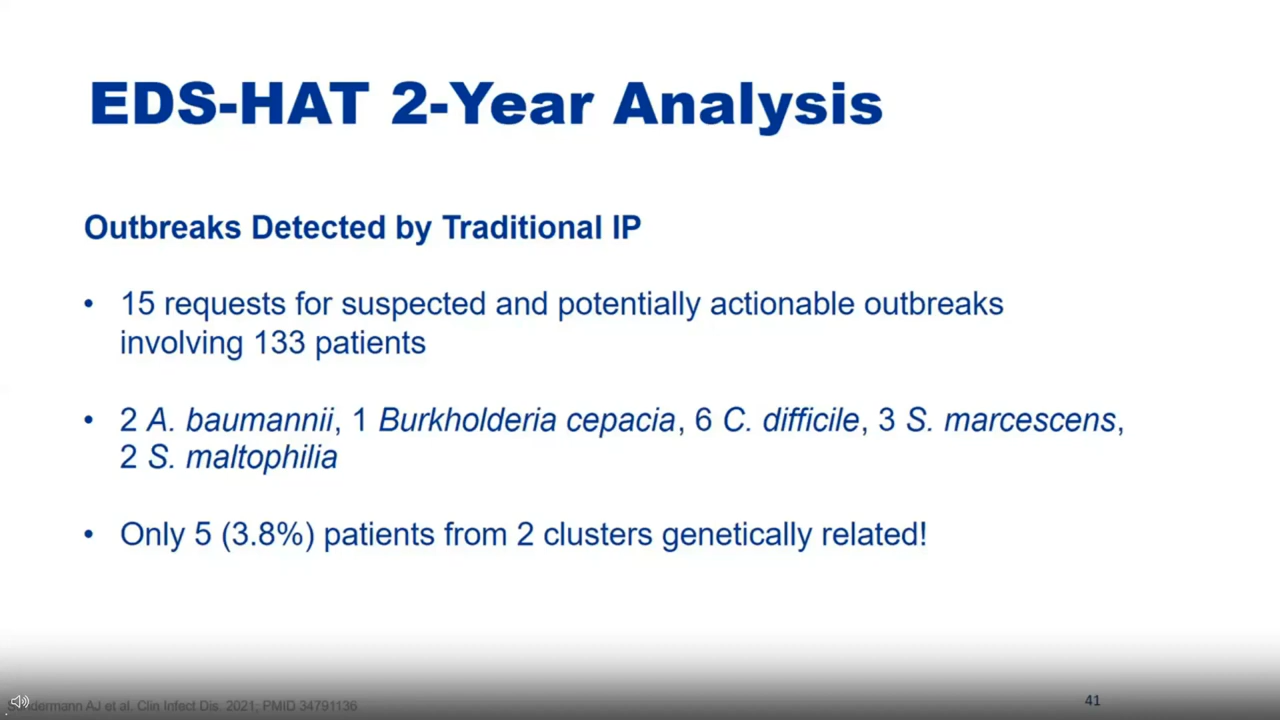 EDS-HAT 2-Year Analysis
Outbreaks Detected by Traditional IP
• 15 requests for suspected and potentially actionable outbreaks
involving 133 patients
• 2 A. baumannii, 1 Burkholderia cepacia, 6 C. difficile, 3 S. marcescens,
2 S. maltophilia
• Only 5 (3.8%) patients from 2 clusters genetically related!
AJ et al. Clin Infect Dis. 2021; PMID 34791136
41